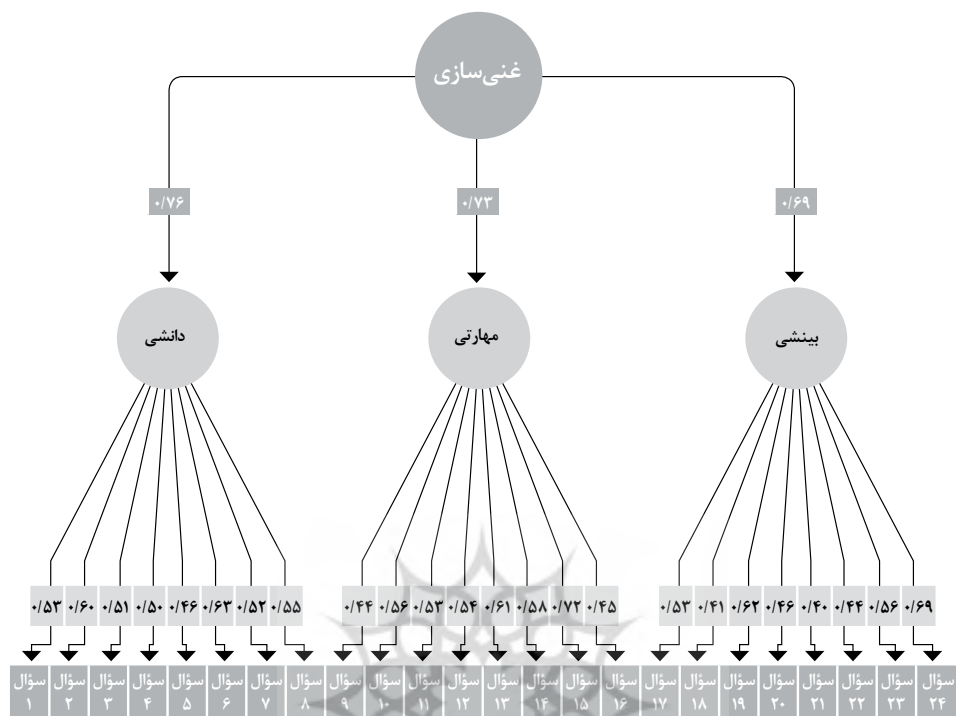 غنی‌سازی
۰/۷۶ ۰/۷۳ ۰/۶۹
دانشی مهارتی بینشی
۰/۵۳ ۰/۶۰ ۰/۵۱ ۰/۵۰ ۰/۴۶ ۰/۶۳ ۰/۵۲ ۰/۵۵ ۰/۴۴ ۰/۵۶ ۰/۵۳ ۰/۵۴ ۰/۶۱ ۰/۵۸ ۰/۷۲ ۰/۴۵ ۰/۵۳ ۰/۴۱ ۰/۶۲ ۰/۴۶ ۰/۴۰ ۰/۴۴ ۰/۵۶ ۰/۶۹
سؤال سؤال سؤال سؤال سؤال سؤال سؤال سؤال سؤال سؤال سؤال سؤال سؤال سؤال سؤال سؤال سؤال سؤال سؤال سؤال سؤال سؤال سؤال سؤال
۱ ۲ ۳ ۴ ۵ ۶ ۷ ۸ ۹ ۱۰ ۱۱ ۱۲ ۱۳ ۱۴ ۱۵ ۱۶ ۱۷ ۱۸ ۱۹ ۲۰ ۲۱ ۲۲ ۲۳ ۲۴